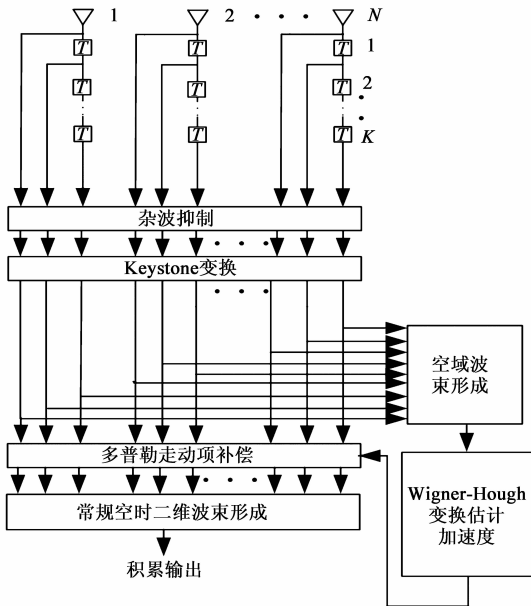 1 2 · · · · N
T T T 1
T T T 2
T T T K
杂波抑制
Keystone变换
空域波
束形成
多普勒走动项补偿
Wigner-Hough
变换估计
加速度
常规空时二维波束形成
积累输出